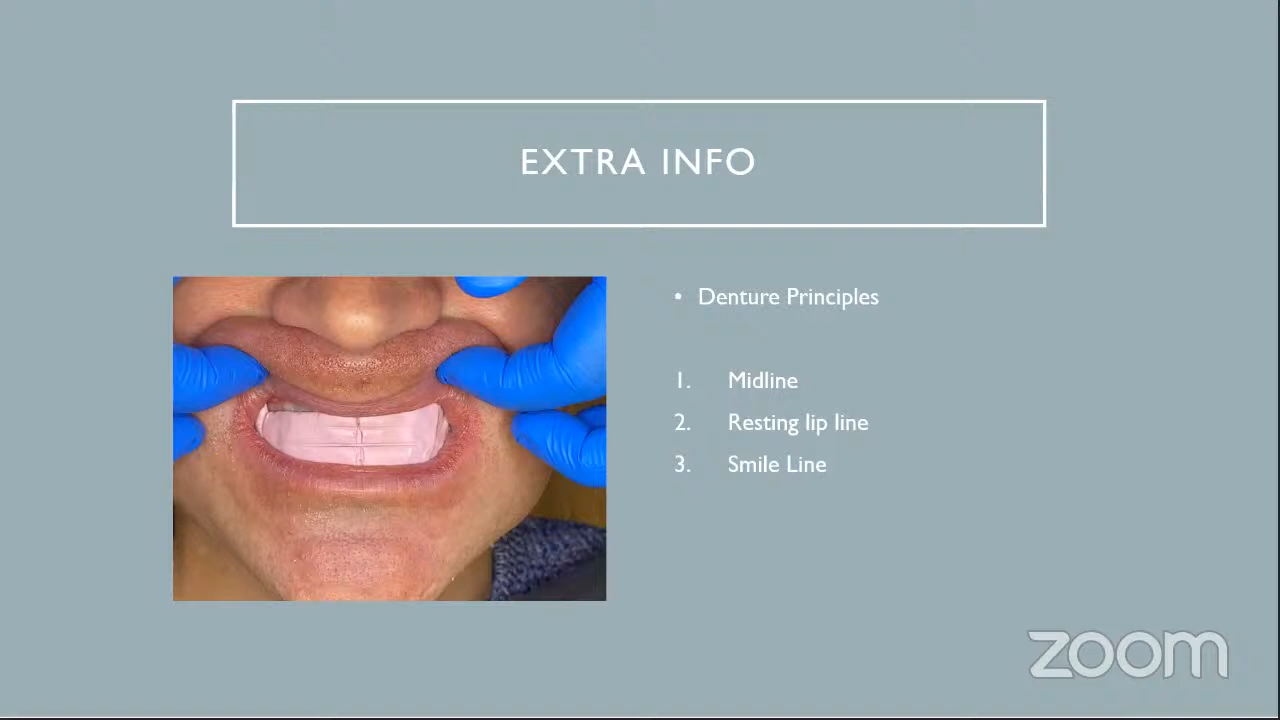 EXTRA INFO
• Denture Principles
1. Midline
2. Resting lip line
3. Smile Line
zoom